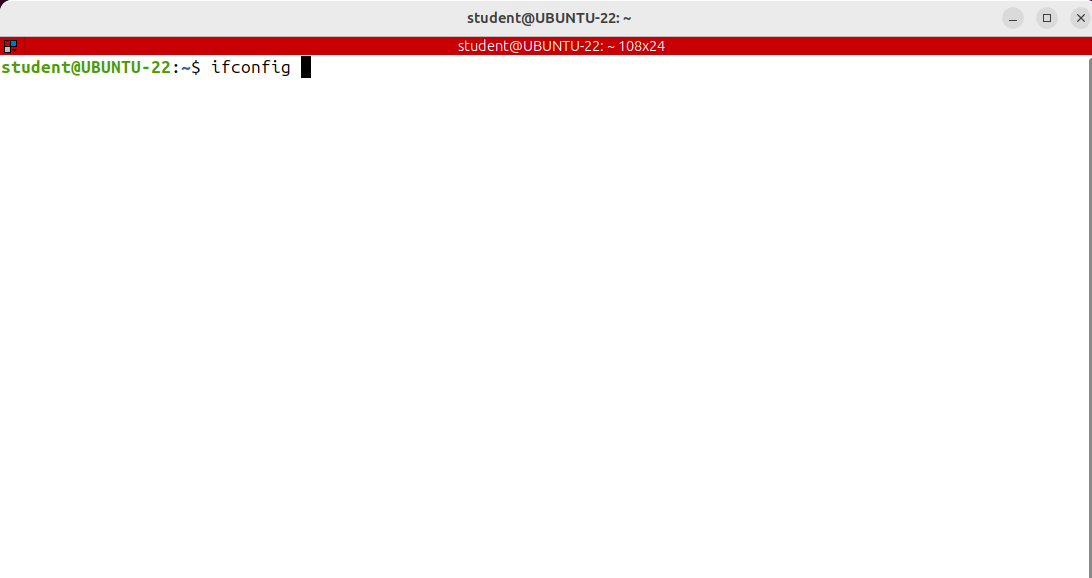 student@UBUNTU-22: ~
student@UBUNTU-22: ~ 108x24
student@UBUNTU-22:~$ ifconfig